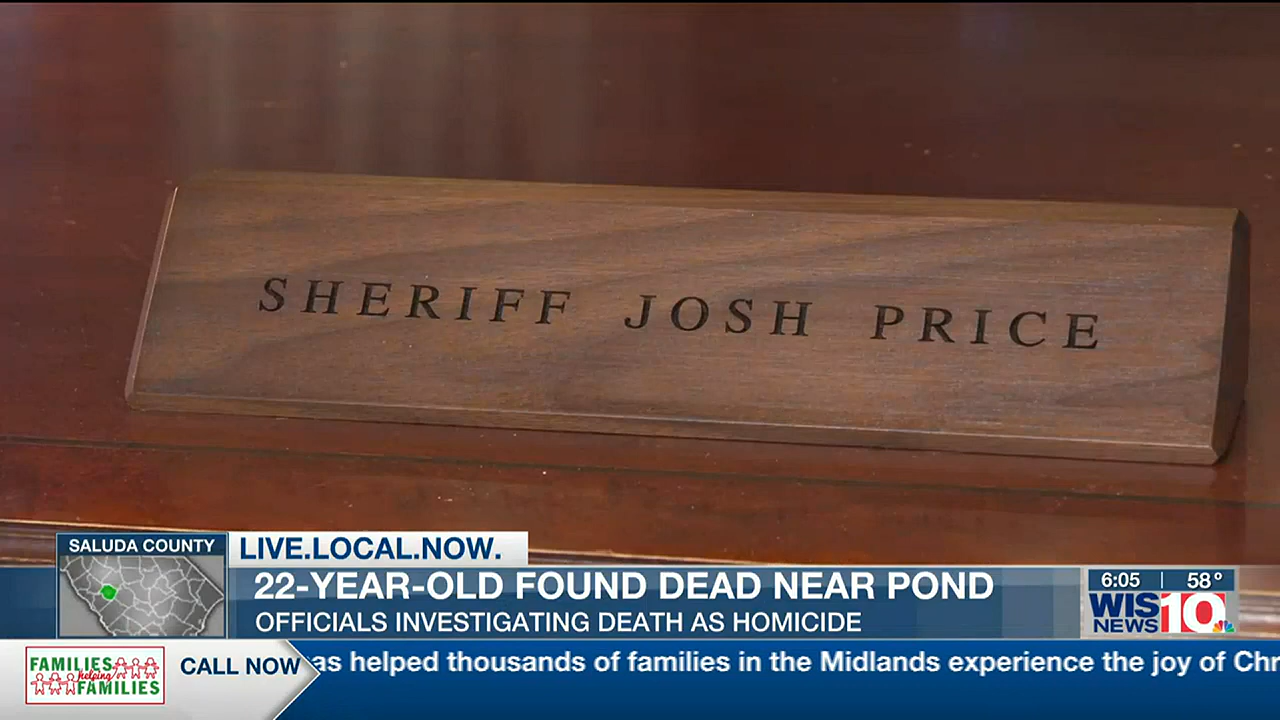 SHERIFF JOSH PRICE
SALUDA COUNTY
LIVE.LOCAL.NOW.
22-YEAR-OLD FOUND DEAD NEAR POND
OFFICIALS INVESTIGATING DEATH AS HOMICIDE
6:05 | 58°
WIS 10
NEWS
FAMILIES
helping
FAMILIES
CALL NOW
as helped thousands of families in the Midlands experience the joy of